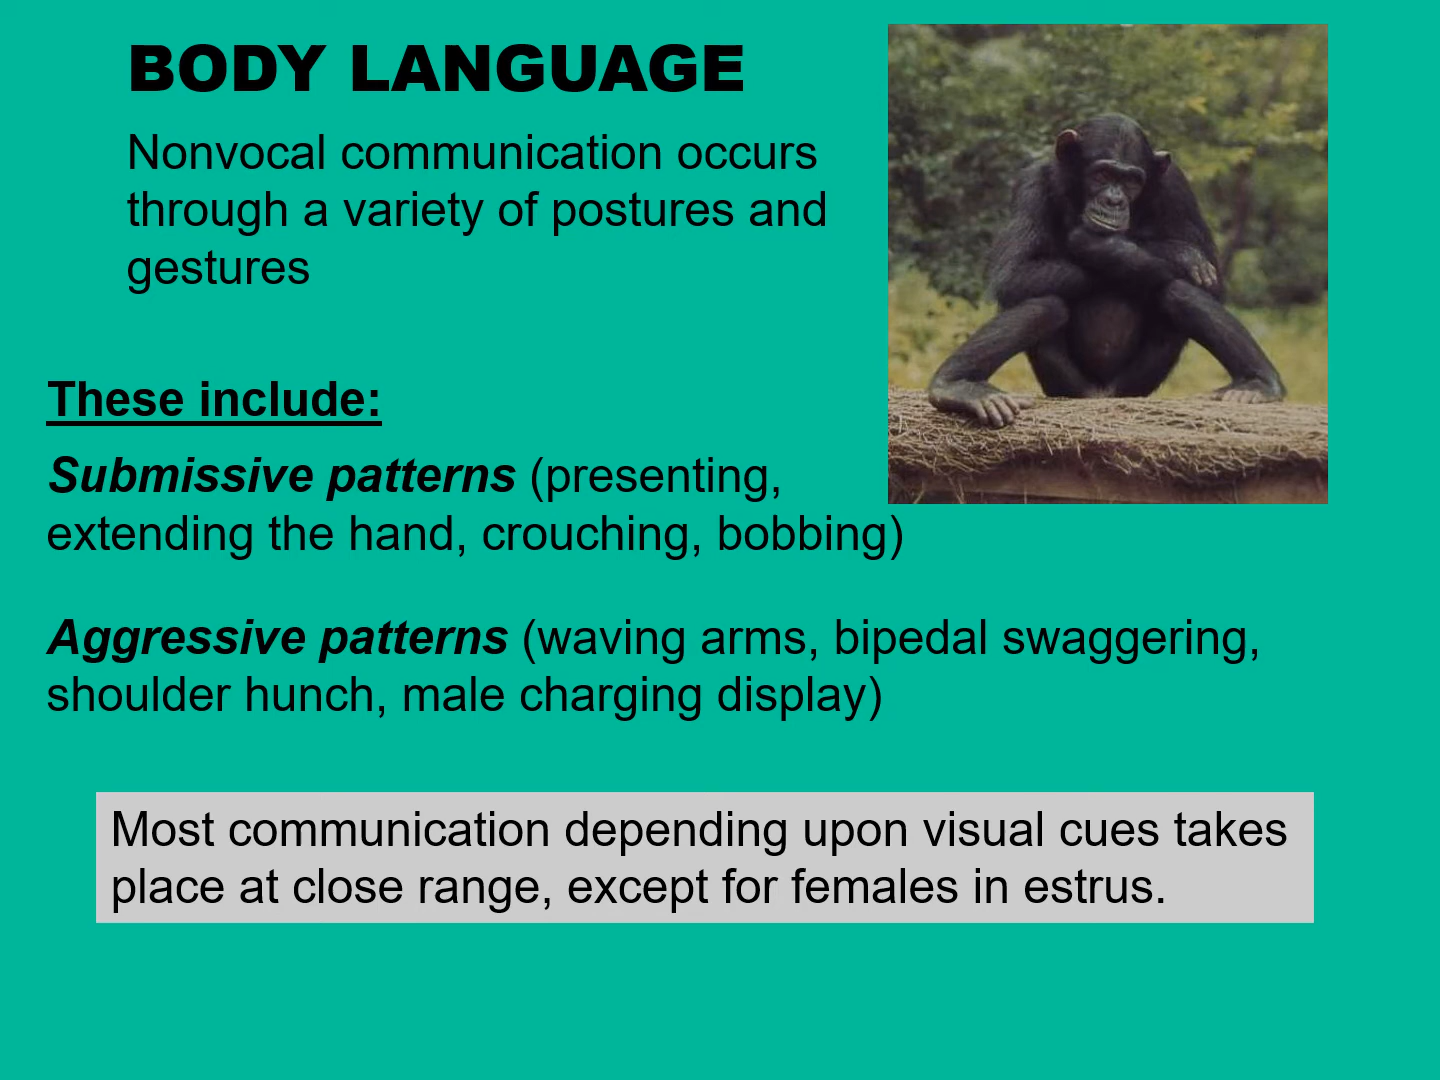 BODY LANGUAGE
Nonvocal communication occurs
through a variety of postures and
gestures
These include:
Submissive patterns (presenting,
extending the hand, crouching, bobbing)
Aggressive patterns (waving arms, bipedal swaggering,
shoulder hunch, male charging display)
Most communication depending upon visual cues takes
place at close range, except for females in estrus.